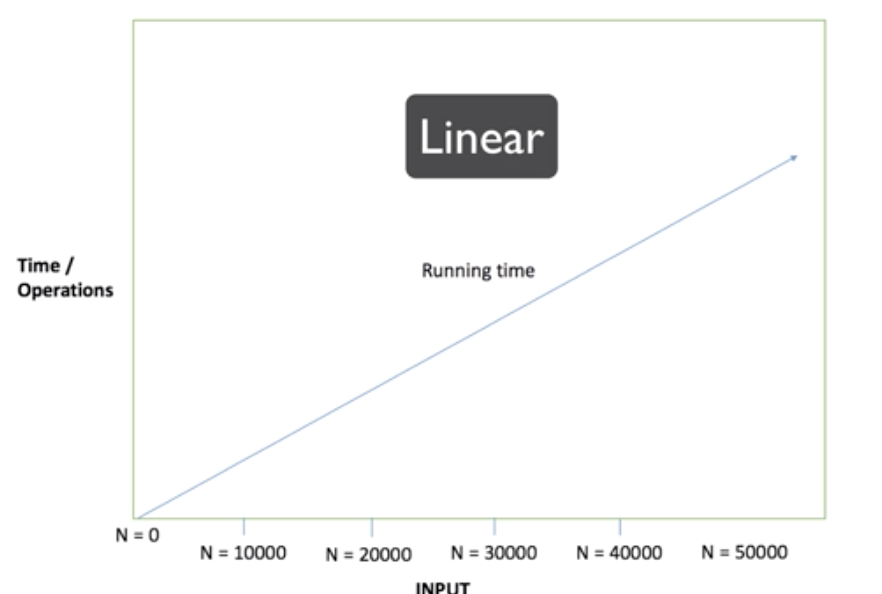 Linear
Time /
Operations
Running time
N = 0
N = 10000
N = 20000
N = 30000
N = 40000
N = 50000
INPUT